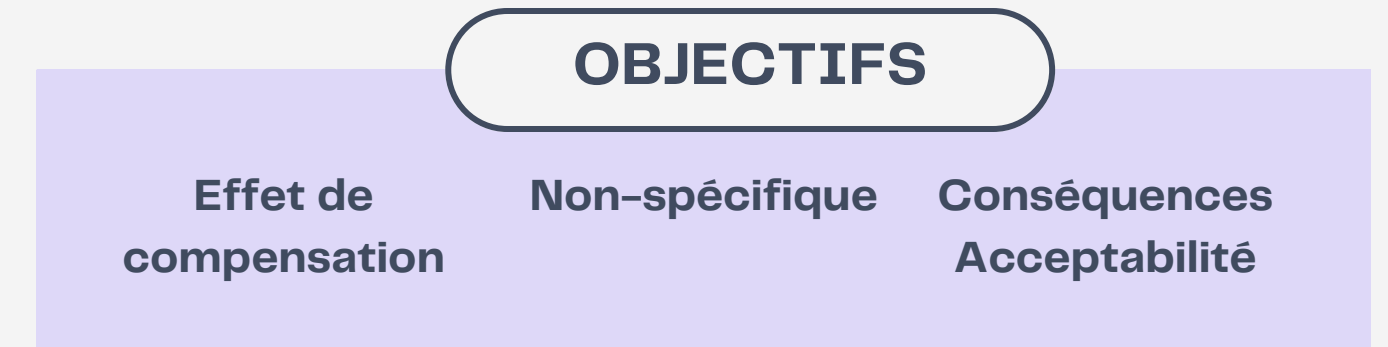 OBJECTIFS
Effet de
compensation
Non-spécifique
Conséquences
Acceptabilité